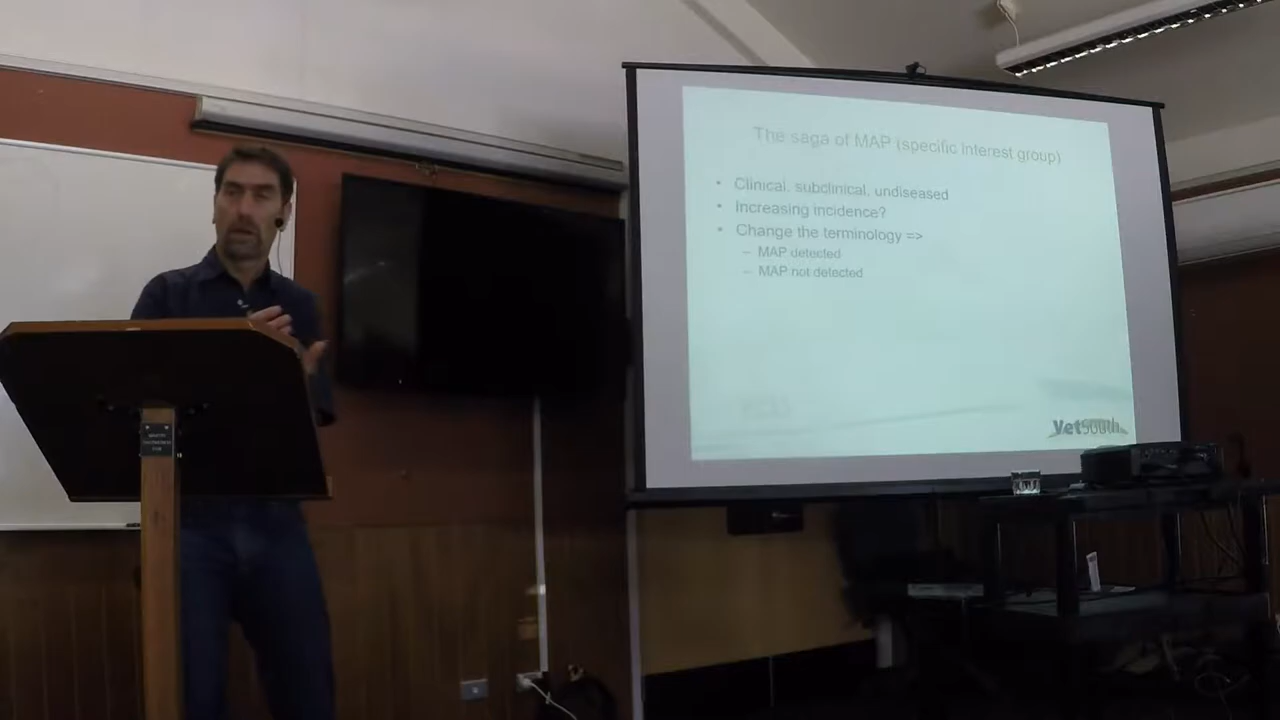 The saga of MAP (specific interest group)
• Clinical, subclinical, undiseased
• Increasing incidence?
• Change the terminology =>
– MAP detected
– MAP not detected
VetSouth